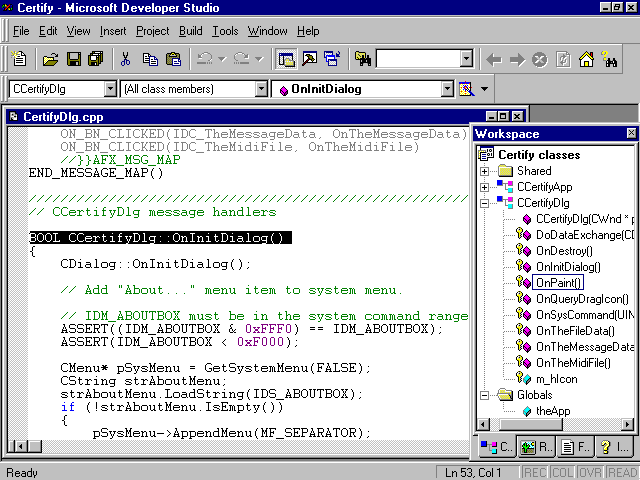 Certify - Microsoft Developer Studio
File Edit View Insert Project Build Tools Window Help
CCertifyDlg (All class members) OnInitDialog
CertifyDlg.cpp
ON_BN_CLICKED(IDC_TheMessageData, OnTheMessageData)
ON_BN_CLICKED(IDC_TheMidiFile, OnTheMidiFile)
//}}AFX_MSG_MAP
END_MESSAGE_MAP()
// CCertifyDlg message handlers
BOOL CCertifyDlg::OnInitDialog()
{
CDialog::OnInitDialog();
// Add "About..." menu item to system menu.
// IDM_ABOUTBOX must be in the system command range
ASSERT((IDM_ABOUTBOX & 0xFFF0) == IDM_ABOUTBOX);
ASSERT(IDM_ABOUTBOX < 0xF000);
CMenu* pSysMenu = GetSystemMenu(FALSE);
CString strAboutMenu;
strAboutMenu.LoadString(IDS_ABOUTBOX);
if (!strAboutMenu.IsEmpty())
{
pSysMenu->AppendMenu(MF_SEPARATOR);
Workspace
Certify classes
Shared
CCertifyApp
CCertifyDlg
CCertifyDlg(CWnd * p
DoDataExchange(CD
OnDestroy()
OnInitDialog()
OnPaint()
OnQueryDragIcon()
OnSysCommand(UIN
OnTheFileData()
OnTheMessageData
OnTheMidiFile()
m_hIcon
Globals
theApp
C... R... F... I...
Ready Ln 53, Col 1 REC COL OVR READ